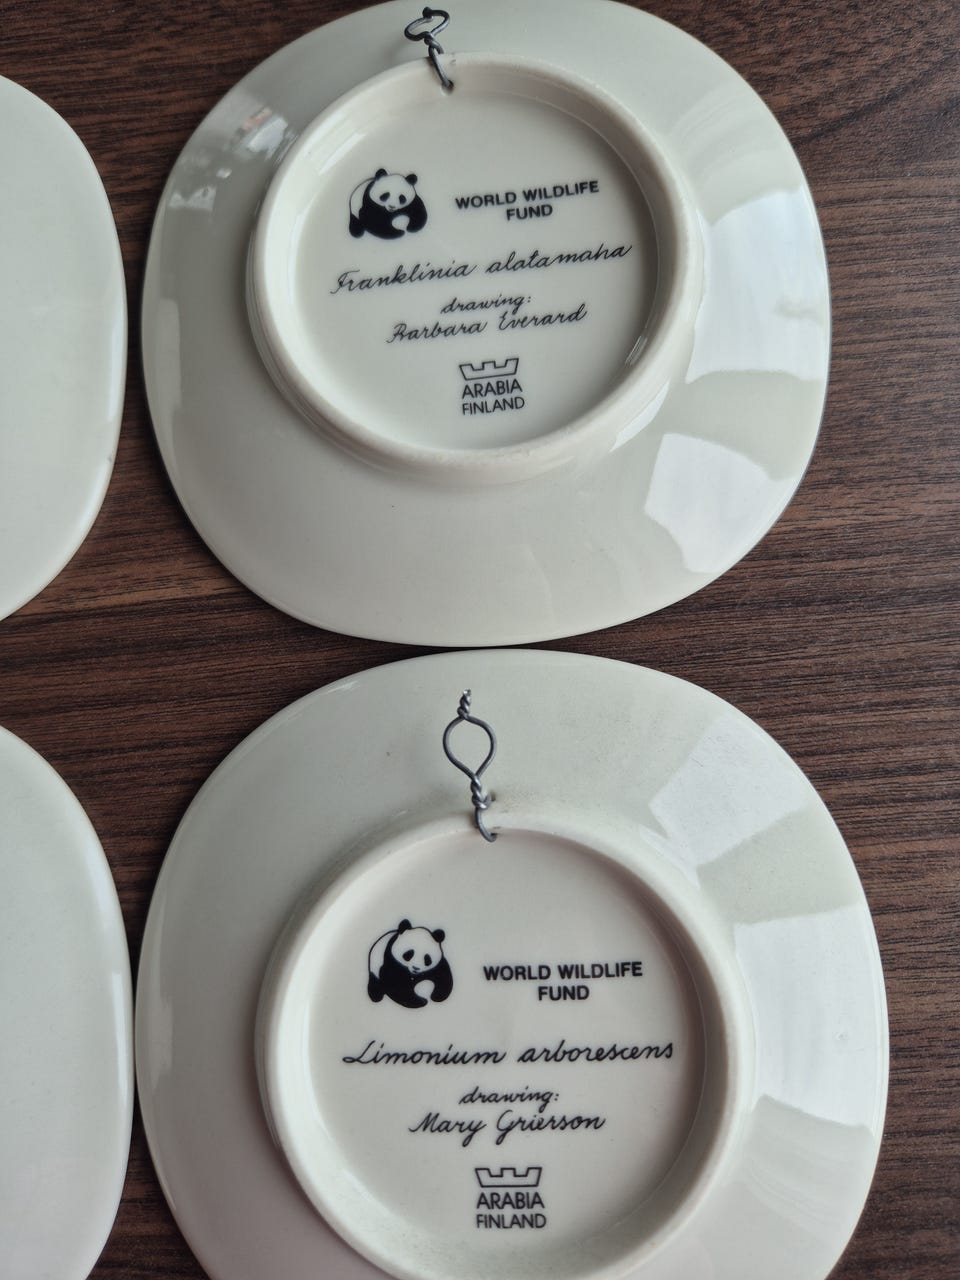 WORLD WILDLIFE
FUND
Franklinia alatamaha
drawing:
Barbara Everard
ARABIA
FINLAND
WORLD WILDLIFE
FUND
Limonium arborescens
drawing:
Mary Grierson
ARABIA
FINLAND